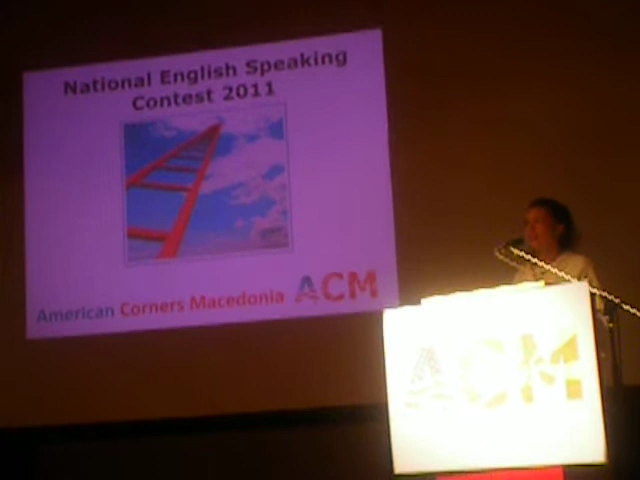 National English Speaking
Contest 2011
American Corners Macedonia ACM
ACM